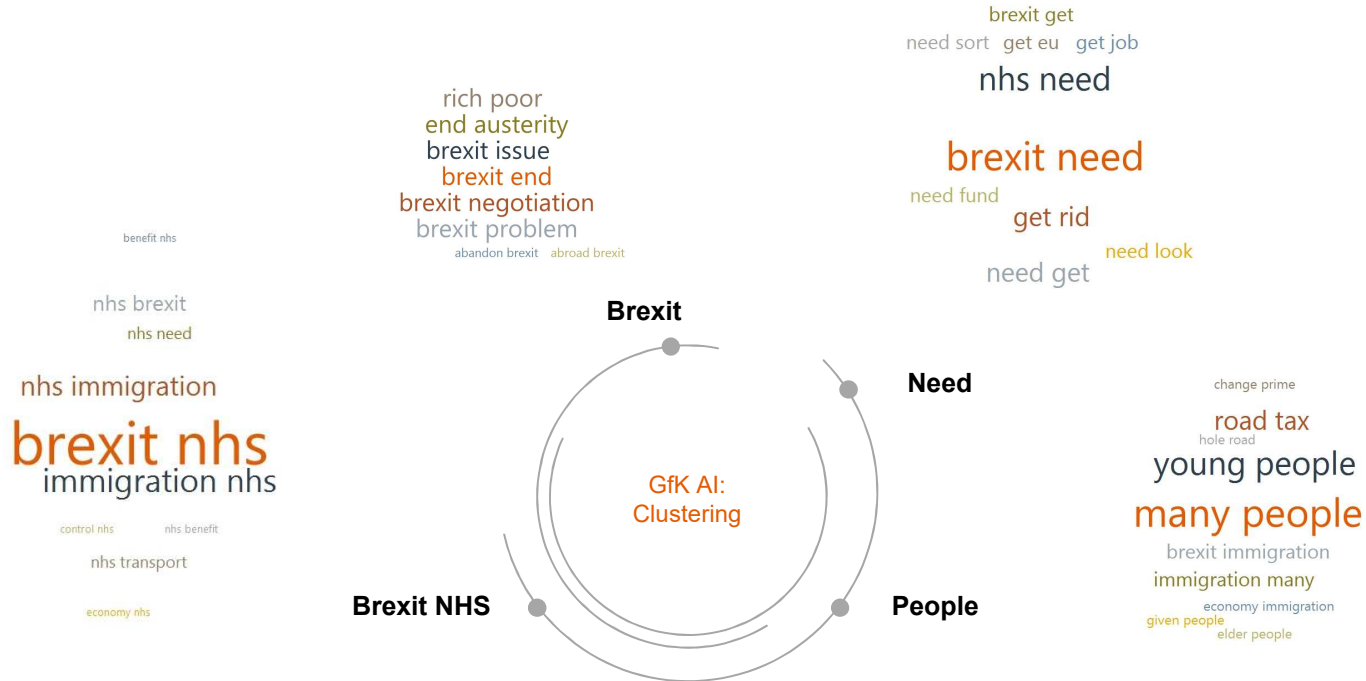 brexit get
need sort get eu get job
nhs need
brexit need
need fund
get rid
need look
need get
rich poor
end austerity
brexit issue
brexit end
brexit negotiation
brexit problem
abandon brexit abroad brexit
benefit nhs
nhs brexit
nhs need
nhs immigration
brexit nhs
immigration nhs
control nhs nhs benefit
nhs transport
economy nhs
Brexit
Need
GfK AI:
Clustering
Brexit NHS
People
change prime
road tax
hole road
young people
many people
brexit immigration
immigration many
economy immigration
given people
elder people